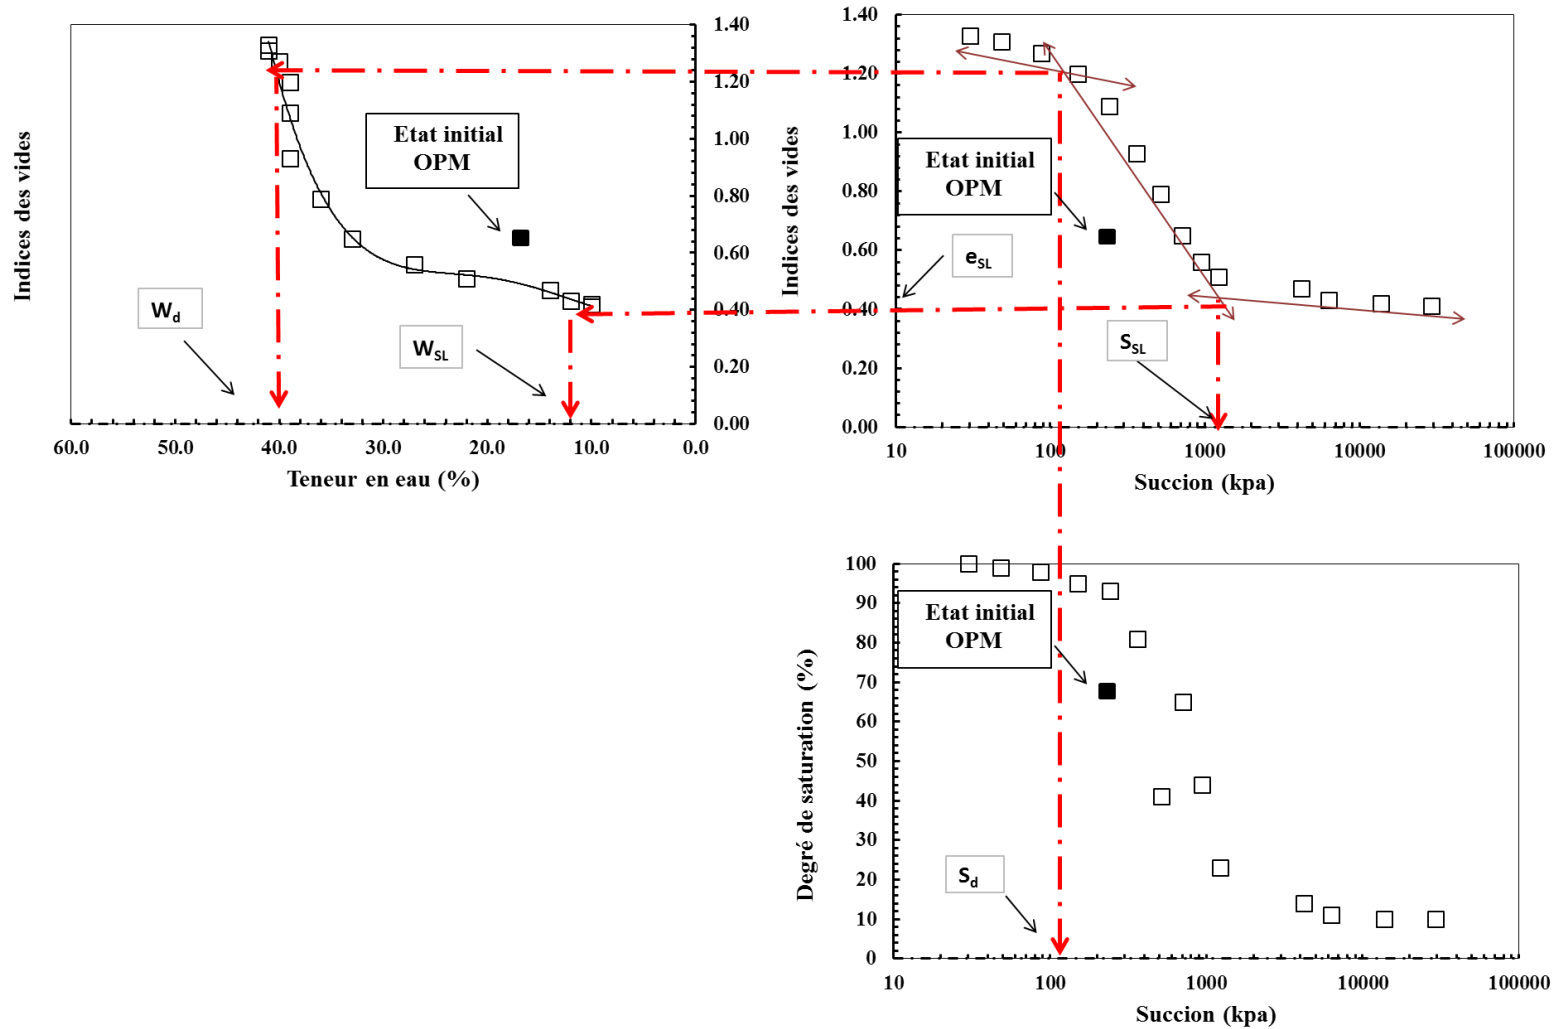 1.40
1.20
1.00
0.80
0.60
0.40
0.20
0.00
Indices des vides
Etat initial
OPM
Wd
WSL
60.0 50.0 40.0 30.0 20.0 10.0 0.0
Teneur en eau (%)
1.40
1.20
1.00
0.80
0.60
0.40
0.20
0.00
Indices des vides
Etat initial
OPM
eSL
SSL
10 100 1000 10000 100000
Succion (kpa)
100
90
80
70
60
50
40
30
20
10
0
Degré de saturation (%)
Etat initial
OPM
Sd
10 100 1000 10000 100000
Succion (kpa)